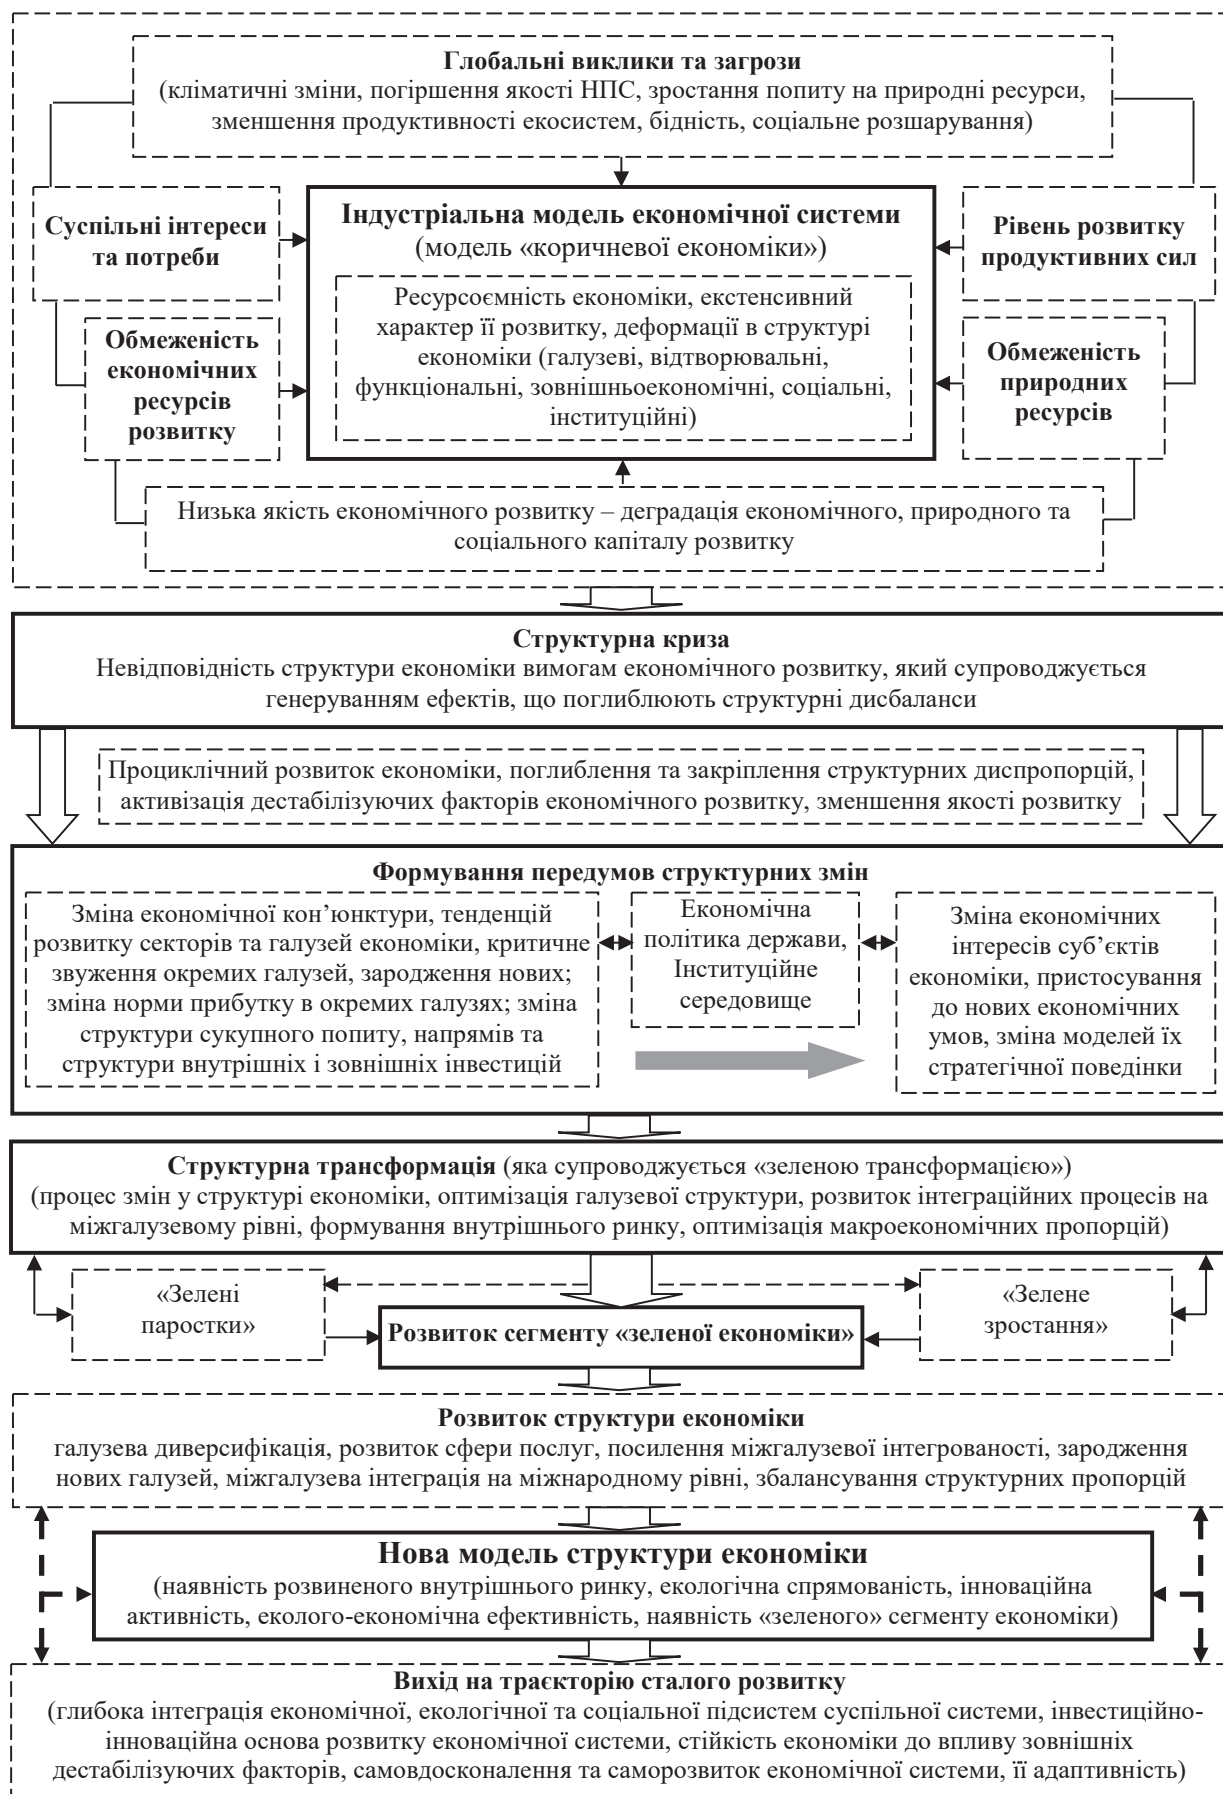 Глобальні виклики та загрози
(кліматичні зміни, погіршення якості НПС, зростання попиту на природні ресурси,
зменшення продуктивності екосистем, бідність, соціальне розшарування)
Суспільні інтереси
та потреби
Обмеженість
економічних
ресурсів
розвитку
Індустріальна модель економічної системи
(модель «коричневої економіки»)
Ресурсоємність економіки, екстенсивний
характер її розвитку, деформації в структурі
економіки (галузеві, відтворювальні,
функціональні, зовнішньоекономічні, соціальні,
інституційні)
Рівень розвитку
продуктивних сил
Обмеженість
природних
ресурсів
Низька якість економічного розвитку – деградація економічного, природного та
соціального капіталу розвитку
Структурна криза
Невідповідність структури економіки вимогам економічного розвитку, який супроводжується
генеруванням ефектів, що поглиблюють структурні дисбаланси
Проциклічний розвиток економіки, поглиблення та закріплення структурних диспропорцій,
активізація дестабілізуючих факторів економічного розвитку, зменшення якості розвитку
Формування передумов структурних змін
Зміна економічної кон’юнктури, тенденцій
розвитку секторів та галузей економіки, критичне
звуження окремих галузей, зародження нових;
зміна норми прибутку в окремих галузях; зміна
структури сукупного попиту, напрямів та
структури внутрішніх і зовнішніх інвестицій
Економічна
політика держави,
Інституційне
середовище
Зміна економічних
інтересів суб’єктів
економіки, пристосування
до нових економічних
умов, зміна моделей їх
стратегічної поведінки
Структурна трансформація (яка супроводжується «зеленою трансформацією»)
(процес змін у структурі економіки, оптимізація галузевої структури, розвиток інтеграційних процесів на
міжгалузевому рівні, формування внутрішнього ринку, оптимізація макроекономічних пропорцій)
«Зелені
паростки»
Розвиток сегменту «зеленої економіки»
«Зелене
зростання»
Розвиток структури економіки
галузева диверсифікація, розвиток сфери послуг, посилення міжгалузевої інтегрованості, зародження
нових галузей, міжгалузева інтеграція на міжнародному рівні, збалансування структурних пропорцій
Нова модель структури економіки
(наявність розвиненого внутрішнього ринку, екологічна спрямованість, інноваційна
активність, еколого-економічна ефективність, наявність «зеленого» сегменту економіки)
Вихід на траєкторію сталого розвитку
(глибока інтеграція економічної, екологічної та соціальної підсистем суспільної системи, інвестиційно-
інноваційна основа розвитку економічної системи, стійкість економіки до впливу зовнішніх
дестабілізуючих факторів, самовдосконалення та саморозвиток економічної системи, її адаптивність)